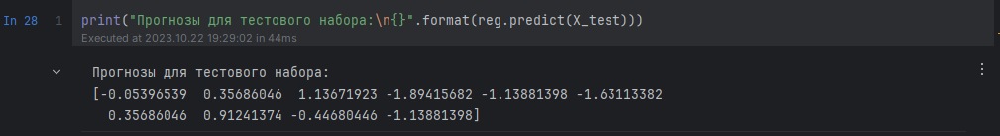 In 28 1 print("Прогнозы для тестового набора:\n{}".format(reg.predict(X_test)))
Executed at 2023.10.22 19:29:02 in 44ms
Прогнозы для тестового набора:
[-0.05396539 0.35686046 1.13671923 -1.89415682 -1.13881398 -1.63113382
0.35686046 0.91241374 -0.44680446 -1.13881398]